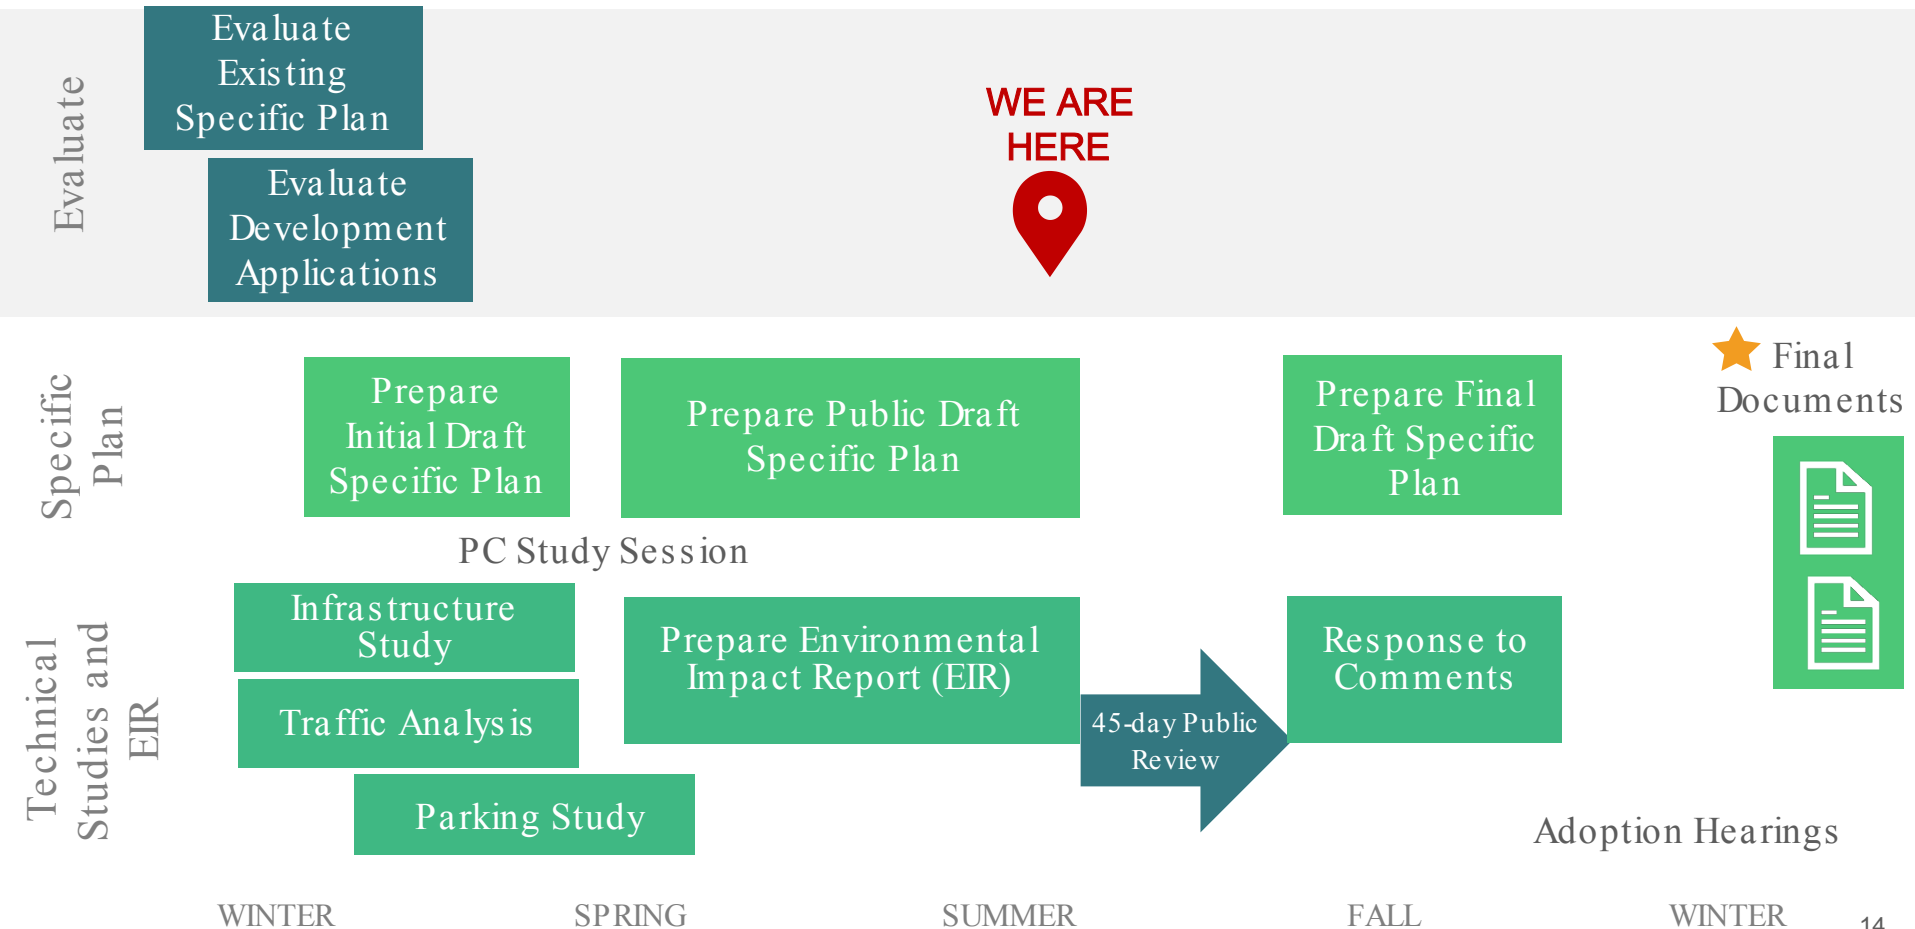 Evaluate
Evaluate
Existing
Specific Plan
Evaluate
Development
Applications
WE ARE
HERE
Specific
Plan
Prepare
Initial Draft
Specific Plan
Prepare Public Draft
Specific Plan
Prepare Final
Draft Specific
Plan
Final
Documents
PC Study Session
Technical
Studies and
EIR
Infrastructure
Study
Traffic Analysis
Parking Study
Prepare Environmental
Impact Report (EIR)
45-day Public
Review
Response to
Comments
Adoption Hearings
WINTER
SPRING
SUMMER
FALL
WINTER
14